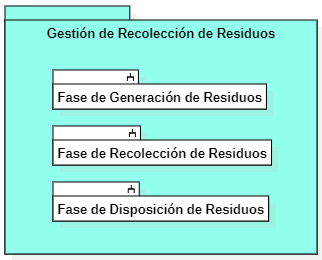 Gestión de Recolección de Residuos
Fase de Generación de Residuos
Fase de Recolección de Residuos
Fase de Disposición de Residuos